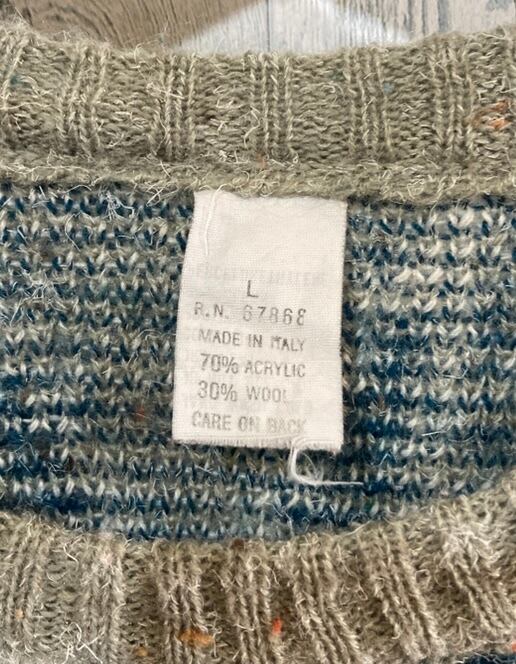 L
R.N. 67868
MADE IN ITALY
70% ACRYLIC
30% WOOL
CARE ON BACK